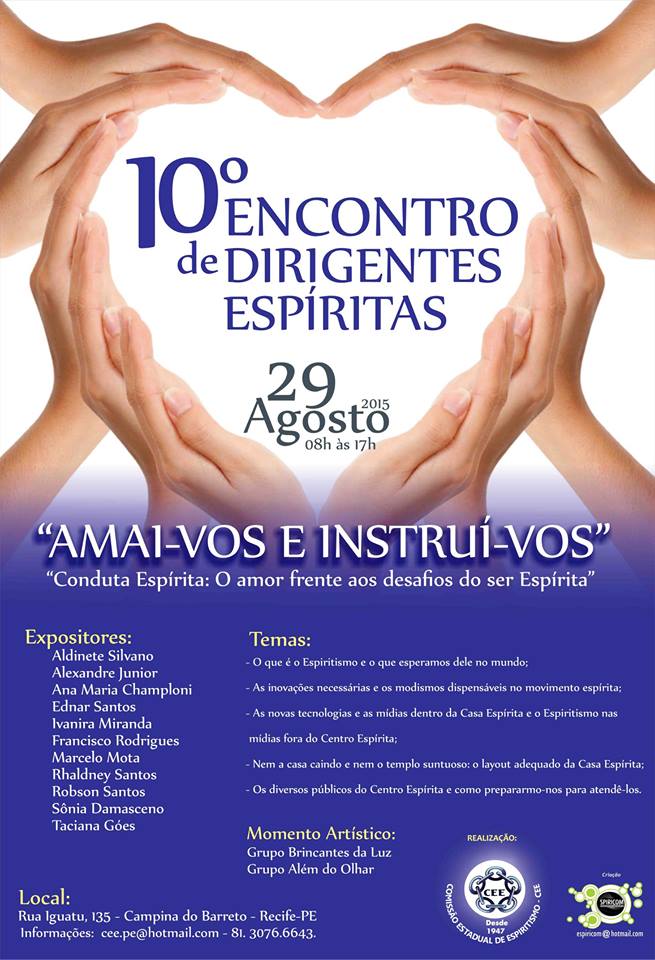 10º ENCONTRO
de DIRIGENTES
ESPÍRITAS
29
Agosto 2015
08h às 17h
“AMAI-VOS E INSTRUÍ-VOS”
“Conduta Espírita: O amor frente aos desafios do ser Espírita”
Expositores:
Aldinete Silvano
Alexandre Junior
Ana Maria Champloni
Ednar Santos
Ivanira Miranda
Francisco Rodrigues
Marcelo Mota
Rhaldney Santos
Robson Santos
Sônia Damasceno
Taciana Góes
Temas:
- O que é o Espiritismo e o que esperamos dele no mundo;
- As inovações necessárias e os modismos dispensáveis no movimento espírita;
- As novas tecnologias e as mídias dentro da Casa Espírita e o Espiritismo nas
mídias fora do Centro Espírita;
- Nem a casa caindo e nem o templo suntuoso: o layout adequado da Casa Espírita;
- Os diversos públicos do Centro Espírita e como prepararmo-nos para atendê-los.
Momento Artístico:
Grupo Brincantes da Luz
Grupo Além do Olhar
REALIZAÇÃO:
CEE
Desde
1947
COMISSÃO ESTADUAL DE ESPIRITISMO - CEE
Criação
SPIRICOM
espiricom@hotmail.com
Local:
Rua Iguatu, 135 - Campina do Barreto - Recife-PE
Informações: cee.pe@hotmail.com - 81. 3076.6643.